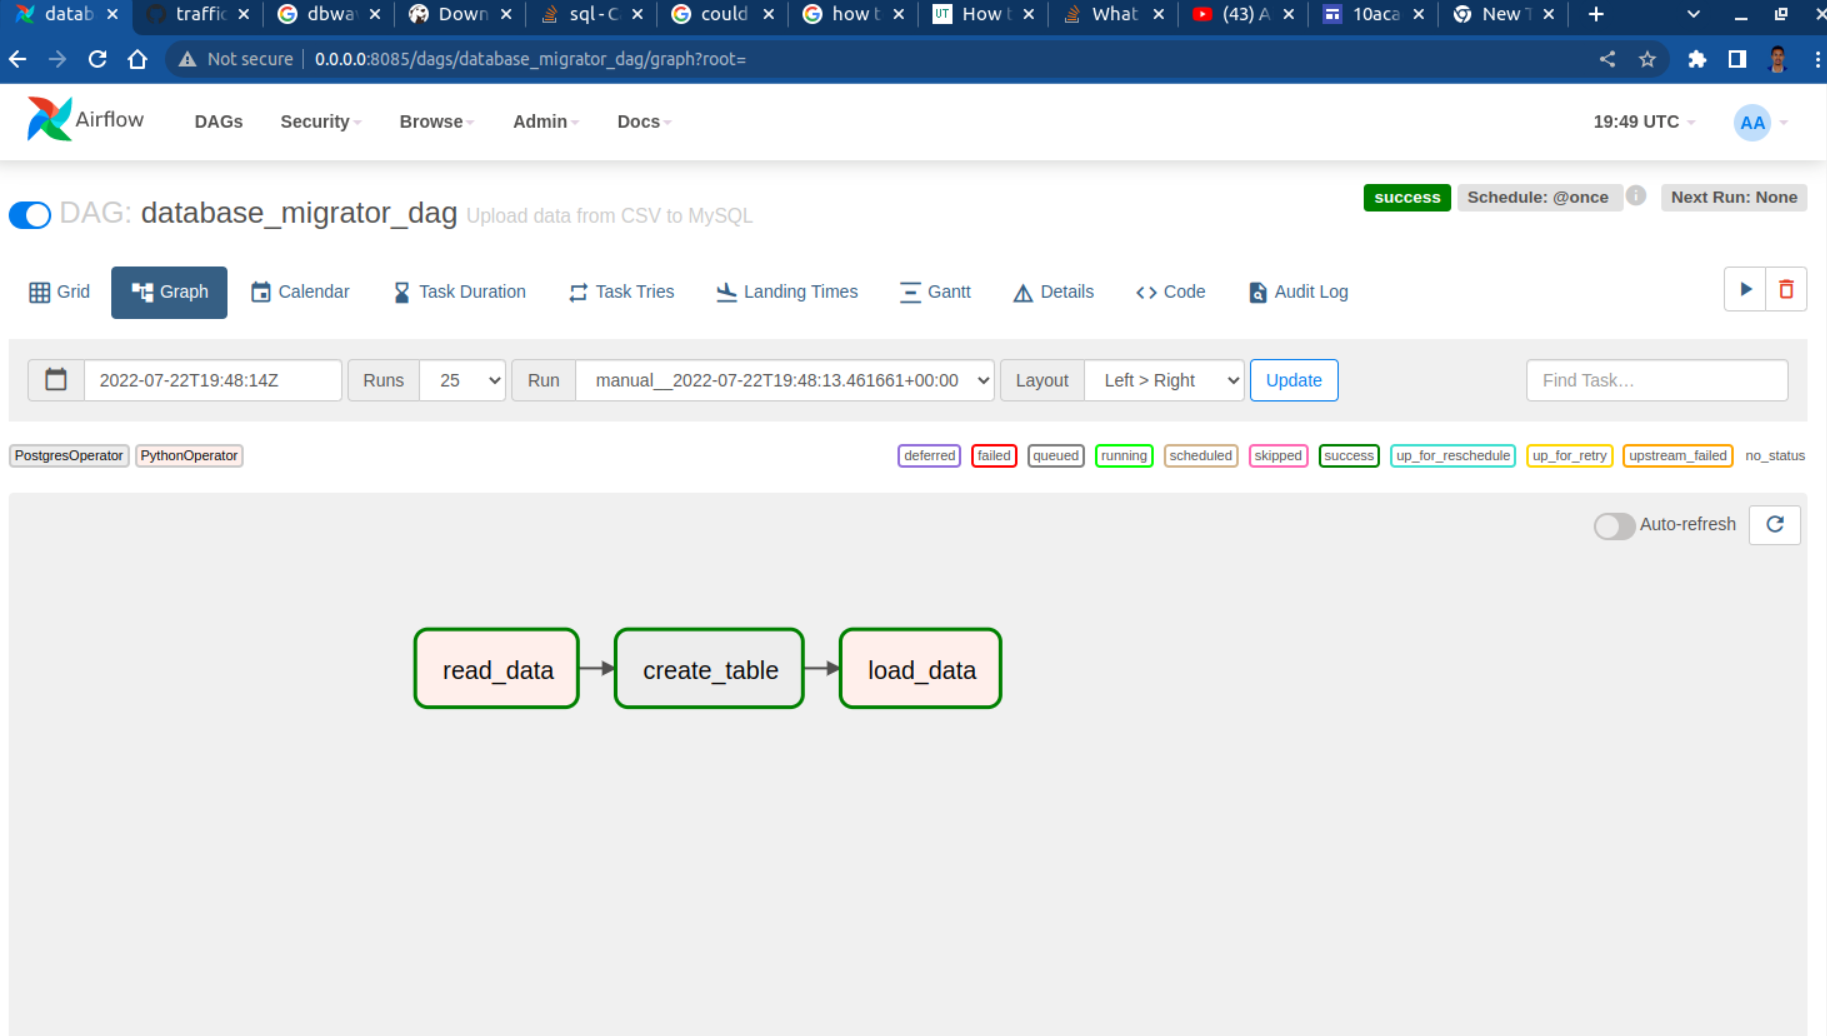 datab traffic dbwa Down sql - C could how t How t What (43) A 10aca New T
Not secure 0.0.0.0:8085/dags/database_migrator_dag/graph?root=
Airflow DAGs Security Browse Admin Docs 19:49 UTC AA
success Schedule: @once Next Run: None
DAG: database_migrator_dag Upload data from CSV to MySQL
Grid Graph Calendar Task Duration Task Tries Landing Times Gantt Details Code Audit Log
2022-07-22T19:48:14Z Runs 25 Run manual__2022-07-22T19:48:13.461661+00:00 Layout Left > Right Update Find Task...
PostgresOperator PythonOperator deferred failed queued running scheduled skipped success up_for_reschedule up_for_retry upstream_failed no_status
Auto-refresh
read_data create_table load_data